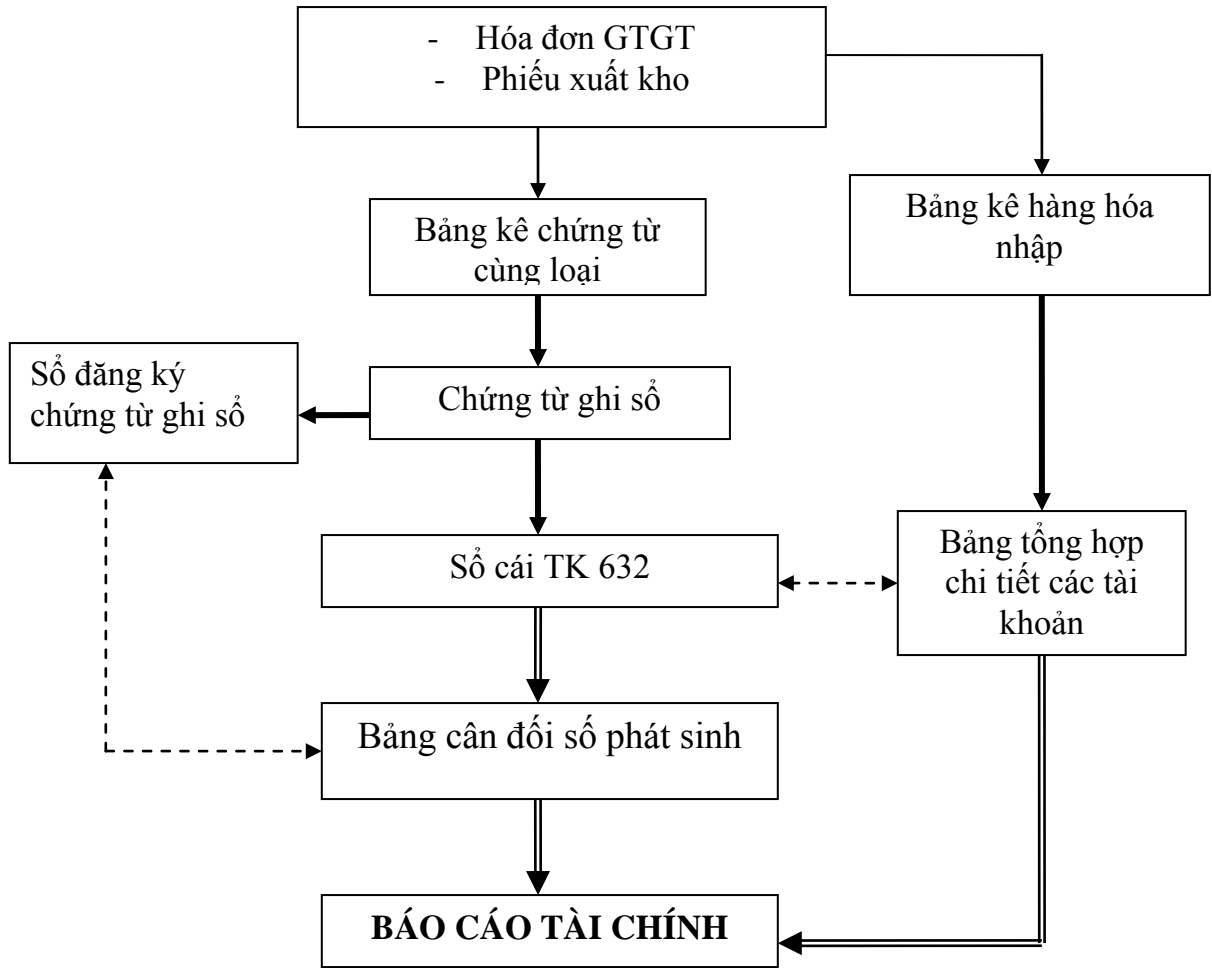 - Hóa đơn GTGT
- Phiếu xuất kho
Bảng kê chứng từ
cùng loại
Bảng kê hàng hóa
nhập
Sổ đăng ký
chứng từ ghi sổ
Chứng từ ghi sổ
Sổ cái TK 632
Bảng tổng hợp
chi tiết các tài
khoản
Bảng cân đối số phát sinh
BÁO CÁO TÀI CHÍNH